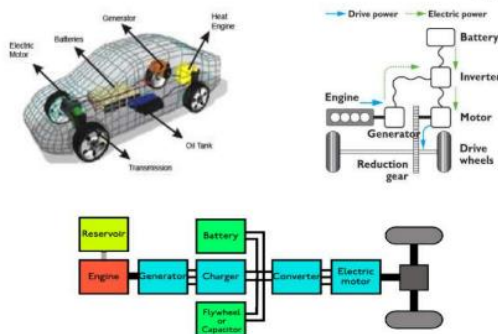 Generator
Heat
Engine
Batteries
Electric
Motor
Oil Tank
Transmission
Drive power
Electric power
Battery
Inverter
Engine
Generator
Motor
Reduction
gear
Drive
wheels
Reservoir
Battery
Engine
Generator
Charger
Converter
Electric
motor
Flywheel
or
Capacitor